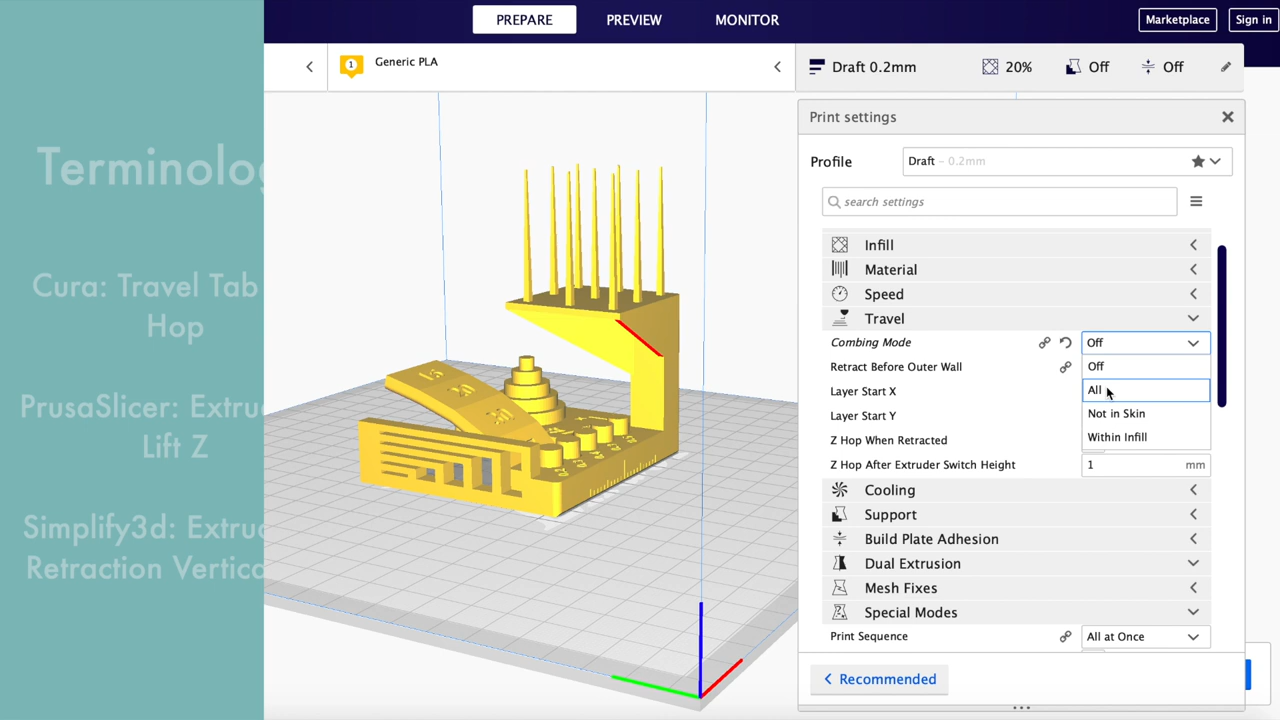 PREPARE
PREVIEW
MONITOR
Marketplace
Sign in
1
Generic PLA
Draft 0.2mm
20%
Off
Off
Terminolog
Cura: Travel Tab
Hop
PrusaSlicer: Extru
Lift Z
Simplify3d: Extru
Retraction Vertica
Print settings
Profile
Draft - 0.2mm
search settings
Infill
Material
Speed
Travel
Combing Mode
Off
Off
All
Not in Skin
Within Infill
Retract Before Outer Wall
Layer Start X
Layer Start Y
Z Hop When Retracted
Z Hop After Extruder Switch Height
1 mm
Cooling
Support
Build Plate Adhesion
Dual Extrusion
Mesh Fixes
Special Modes
Print Sequence
All at Once
Recommended